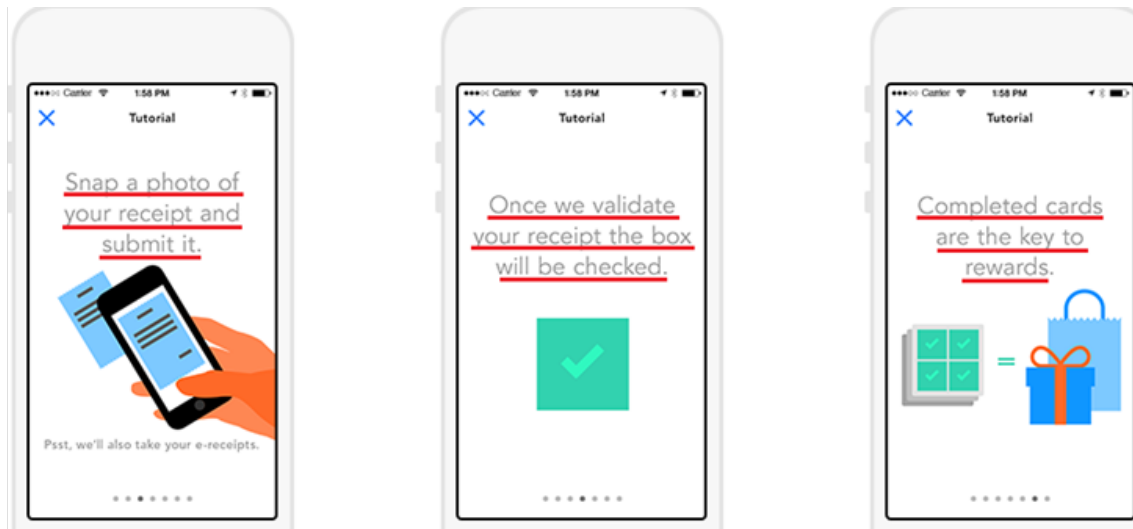 Carrier 1:58 PM
Tutorial
Snap a photo of
your receipt and
submit it.
Psst, we'll also take your e-receipts.
Carrier 1:58 PM
Tutorial
Once we validate
your receipt the box
will be checked.
Carrier 1:58 PM
Tutorial
Completed cards
are the key to
rewards.